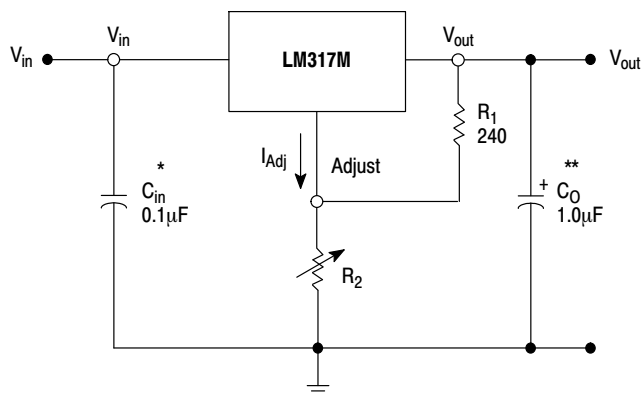 Vin
Vin
LM317M
Vout
Vout
R1
240
IAdj
Adjust
*
Cin
0.1μF
**
+ CO
1.0μF
R2